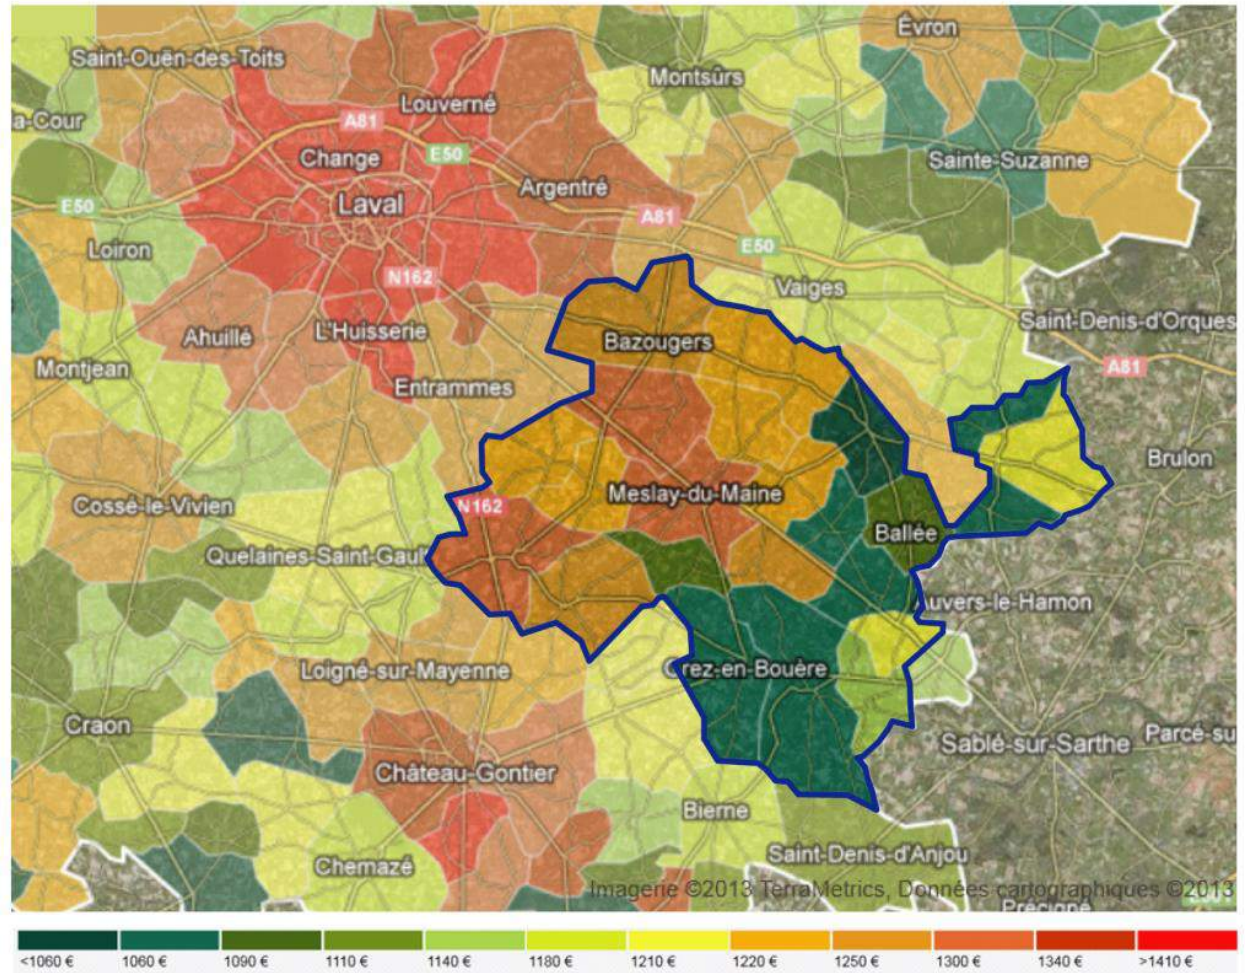 Évron
Saint-Ouën-des-Toits
Montsûrs
Louverné
a-Cour
A81
Change
E50
Sainte-Suzanne
Argentré
Laval
E50
A81
Loiron
E50
N162
Vaiges
Saint-Denis-d'Orques
L'Huisserie
Ahuillé
Bazougers
Montjean
A81
Entrammes
Brulon
Meslay-du-Maine
Cossé-le-Vivien
N162
Ballée
Quelaines-Saint-Gaul
Auvers-le-Hamon
Loigné-sur-Mayenne
Grez-en-Bouère
Craon
Parcé-su
Sablé-sur-Sarthe
Château-Gontier
Bierne
Saint-Denis-d'Anjou
Chemazé
Imagerie ©2013 TerraMetrics, Données cartographiques ©2013
Précigné
<1060 € 1060 € 1090 € 1110 € 1140 € 1180 € 1210 € 1220 € 1250 € 1300 € 1340 € >1410 €